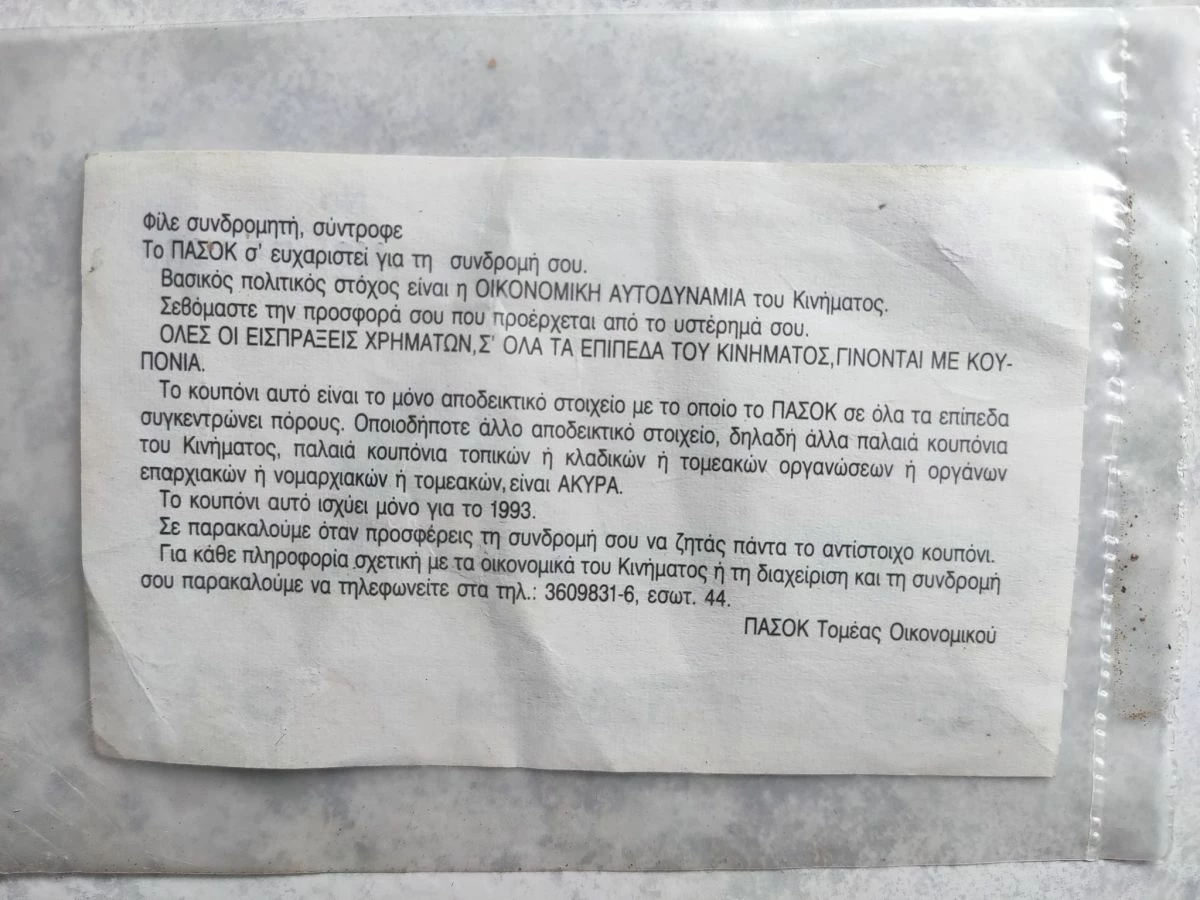 Φίλε συνδρομητή, σύντροφε
Το ΠΑΣΟΚ σ' ευχαριστεί για τη συνδρομή σου.
Βασικός πολιτικός στόχος είναι η ΟΙΚΟΝΟΜΙΚΗ ΑΥΤΟΔΥΝΑΜΙΑ του Κινήματος.
Σεβόμαστε την προσφορά σου που προέρχεται από το υστέρημά σου.
ΟΛΕΣ ΟΙ ΕΙΣΠΡΑΞΕΙΣ ΧΡΗΜΑΤΩΝ,Σ' ΟΛΑ ΤΑ ΕΠΙΠΕΔΑ ΤΟΥ ΚΙΝΗΜΑΤΟΣ,ΓΙΝΟΝΤΑΙ ΜΕ ΚΟΥ-
ΠΟΝΙΑ.
Το κουπόνι αυτό είναι το μόνο αποδεικτικό στοιχείο με το οποίο το ΠΑΣΟΚ σε όλα τα επίπεδα
συγκεντρώνει πόρους. Οποιοδήποτε άλλο αποδεικτικό στοιχείο, δηλαδή άλλα παλαιά κουπόνια
του Κινήματος, παλαιά κουπόνια τοπικών ή κλαδικών ή τομεακών οργανώσεων ή οργάνων
επαρχιακών ή νομαρχιακών ή τομεακών, είναι ΑΚΥΡΑ.
Το κουπόνι αυτό ισχύει μόνο για το 1993.
Σε παρακαλούμε όταν προσφέρεις τη συνδρομή σου να ζητάς πάντα το αντίστοιχο κουπόνι.
Για κάθε πληροφορία σχετική με τα οικονομικά του Κινήματος ή τη διαχείριση και τη συνδρομή
σου παρακαλούμε να τηλεφωνείτε στα τηλ.: 3609831-6, εσωτ. 44.
ΠΑΣΟΚ Τομέας Οικονομικού